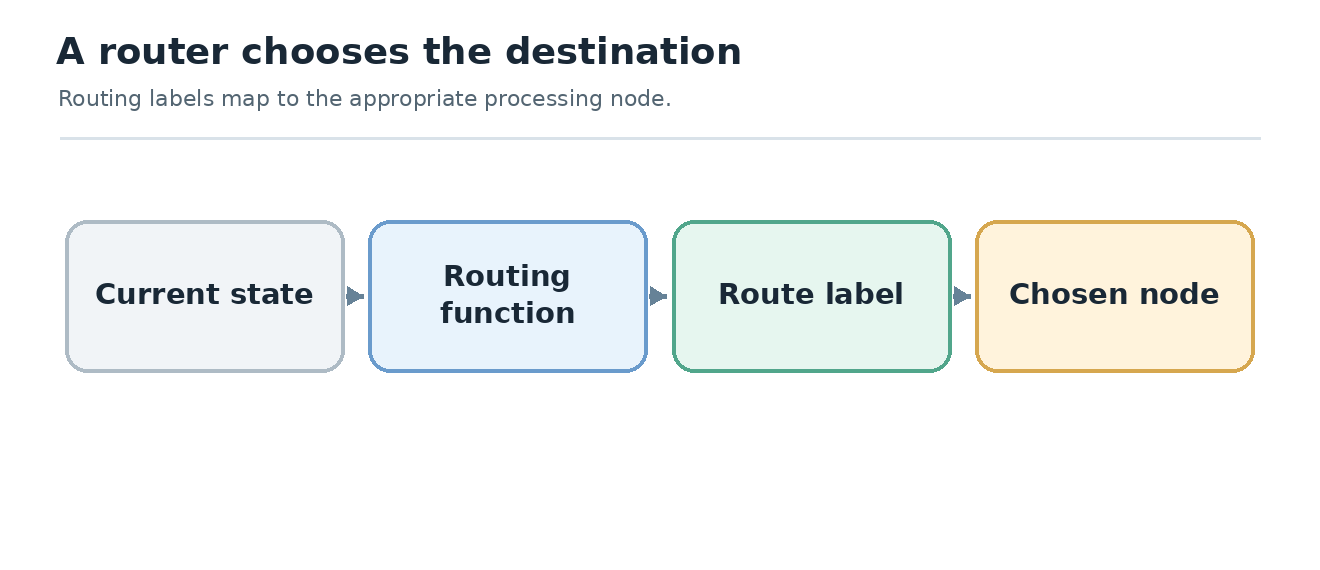 A router chooses the destination
Routing labels map to the appropriate processing node.
Current state
Routing
function
Route label
Chosen node